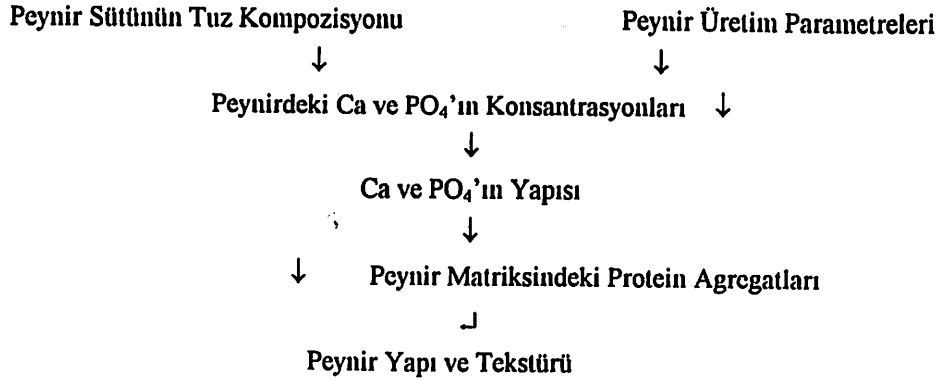 Peynir Sütünün Tuz Kompozisyonu Peynir Üretim Parametreleri
↓ ↓
Peynirdeki Ca ve PO₄'ın Konsantrasyonları ↓
↓
Ca ve PO₄'ın Yapısı
↓
↓ Peynir Matriksindeki Protein Agregatları
↲
Peynir Yapı ve Tekstürü